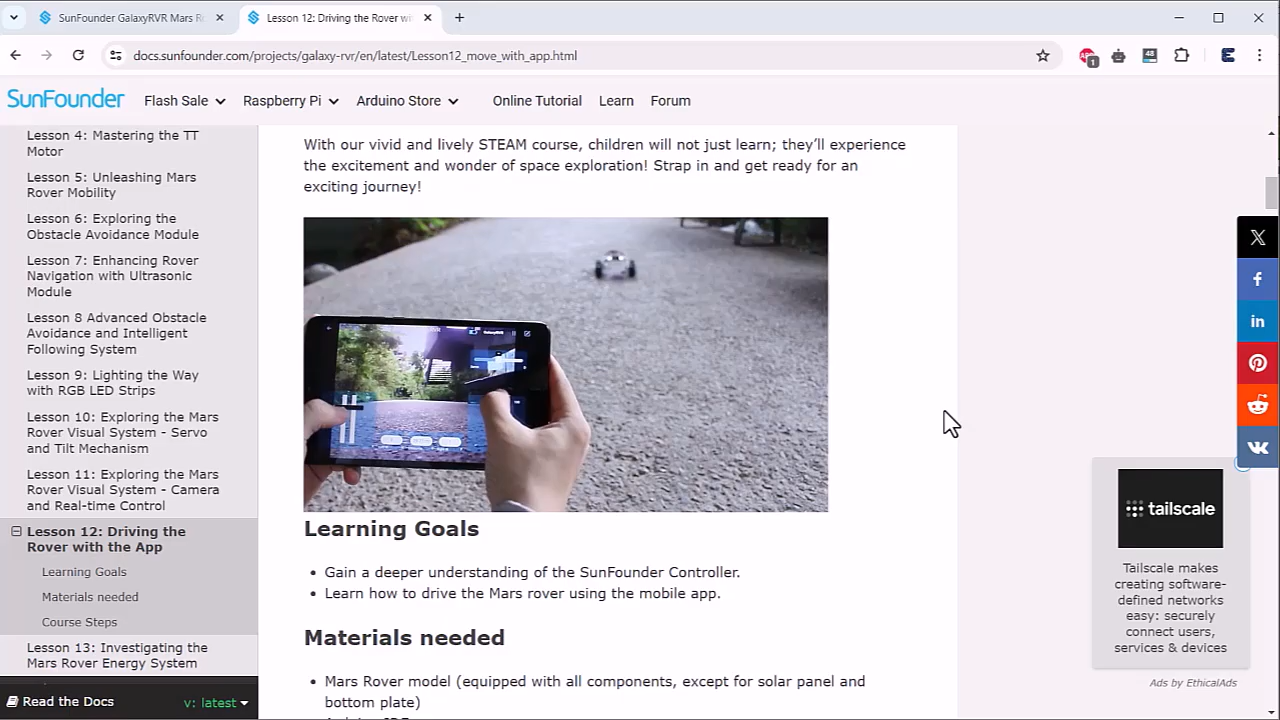 SunFounder GalaxyRVR Mars R
Lesson 12: Driving the Rover wi
docs.sunfounder.com/projects/galaxy-rvr/en/latest/Lesson12_move_with_app.html
1
48
SunFounder
Flash Sale
Raspberry Pi
Arduino Store
Online Tutorial
Learn
Forum
Lesson 4: Mastering the TT
Motor
Lesson 5: Unleashing Mars
Rover Mobility
Lesson 6: Exploring the
Obstacle Avoidance Module
Lesson 7: Enhancing Rover
Navigation with Ultrasonic
Module
Lesson 8 Advanced Obstacle
Avoidance and Intelligent
Following System
Lesson 9: Lighting the Way
with RGB LED Strips
Lesson 10: Exploring the Mars
Rover Visual System - Servo
and Tilt Mechanism
Lesson 11: Exploring the Mars
Rover Visual System - Camera
and Real-time Control
Lesson 12: Driving the
Rover with the App
Learning Goals
Materials needed
Course Steps
Lesson 13: Investigating the
Mars Rover Energy System
Read the Docs
v: latest
With our vivid and lively STEAM course, children will not just learn; they’ll experience
the excitement and wonder of space exploration! Strap in and get ready for an
exciting journey!
Learning Goals
• Gain a deeper understanding of the SunFounder Controller.
• Learn how to drive the Mars rover using the mobile app.
Materials needed
• Mars Rover model (equipped with all components, except for solar panel and
bottom plate)
tailscale
Tailscale makes
creating software-
defined networks
easy: securely
connect users,
services & devices
Ads by EthicalAds